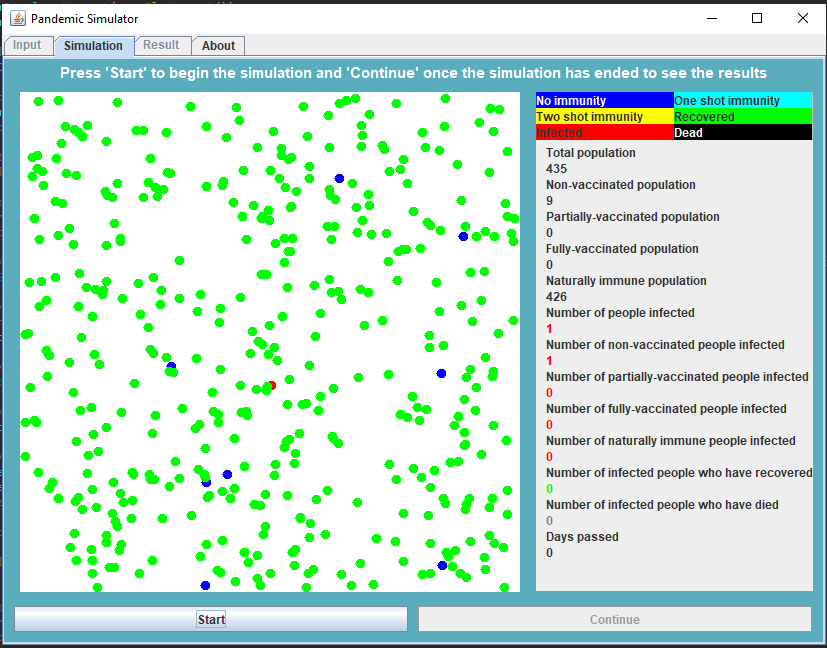 Pandemic Simulator
Input Simulation Result About
Press 'Start' to begin the simulation and 'Continue' once the simulation has ended to see the results
No immunity One shot immunity
Two shot immunity Recovered
Infected Dead
Total population
435
Non-vaccinated population
9
Partially-vaccinated population
0
Fully-vaccinated population
0
Naturally immune population
426
Number of people infected
1
Number of non-vaccinated people infected
1
Number of partially-vaccinated people infected
0
Number of fully-vaccinated people infected
0
Number of naturally immune people infected
0
Number of infected people who have recovered
0
Number of infected people who have died
0
Days passed
0
Start Continue